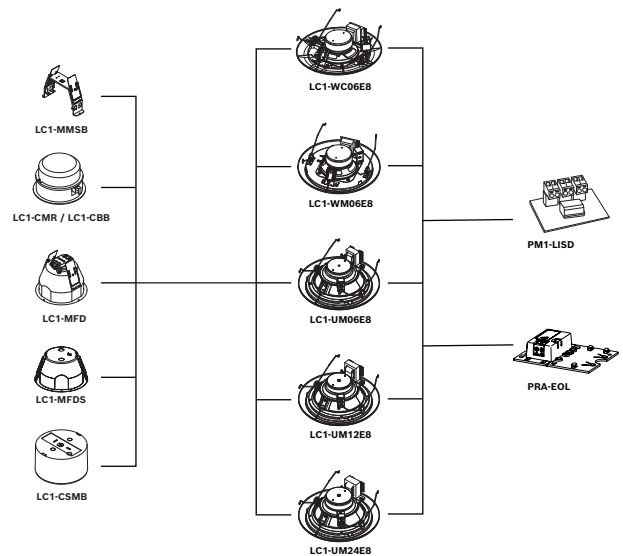 LC1-MMSB
LC1-CMR / LC1-CBB
LC1-MFD
LC1-MFDS
LC1-CSMB
LC1-WC06E8
LC1-WM06E8
LC1-UM06E8
LC1-UM12E8
LC1-UM24E8
PM1-LISD
PRA-EOL